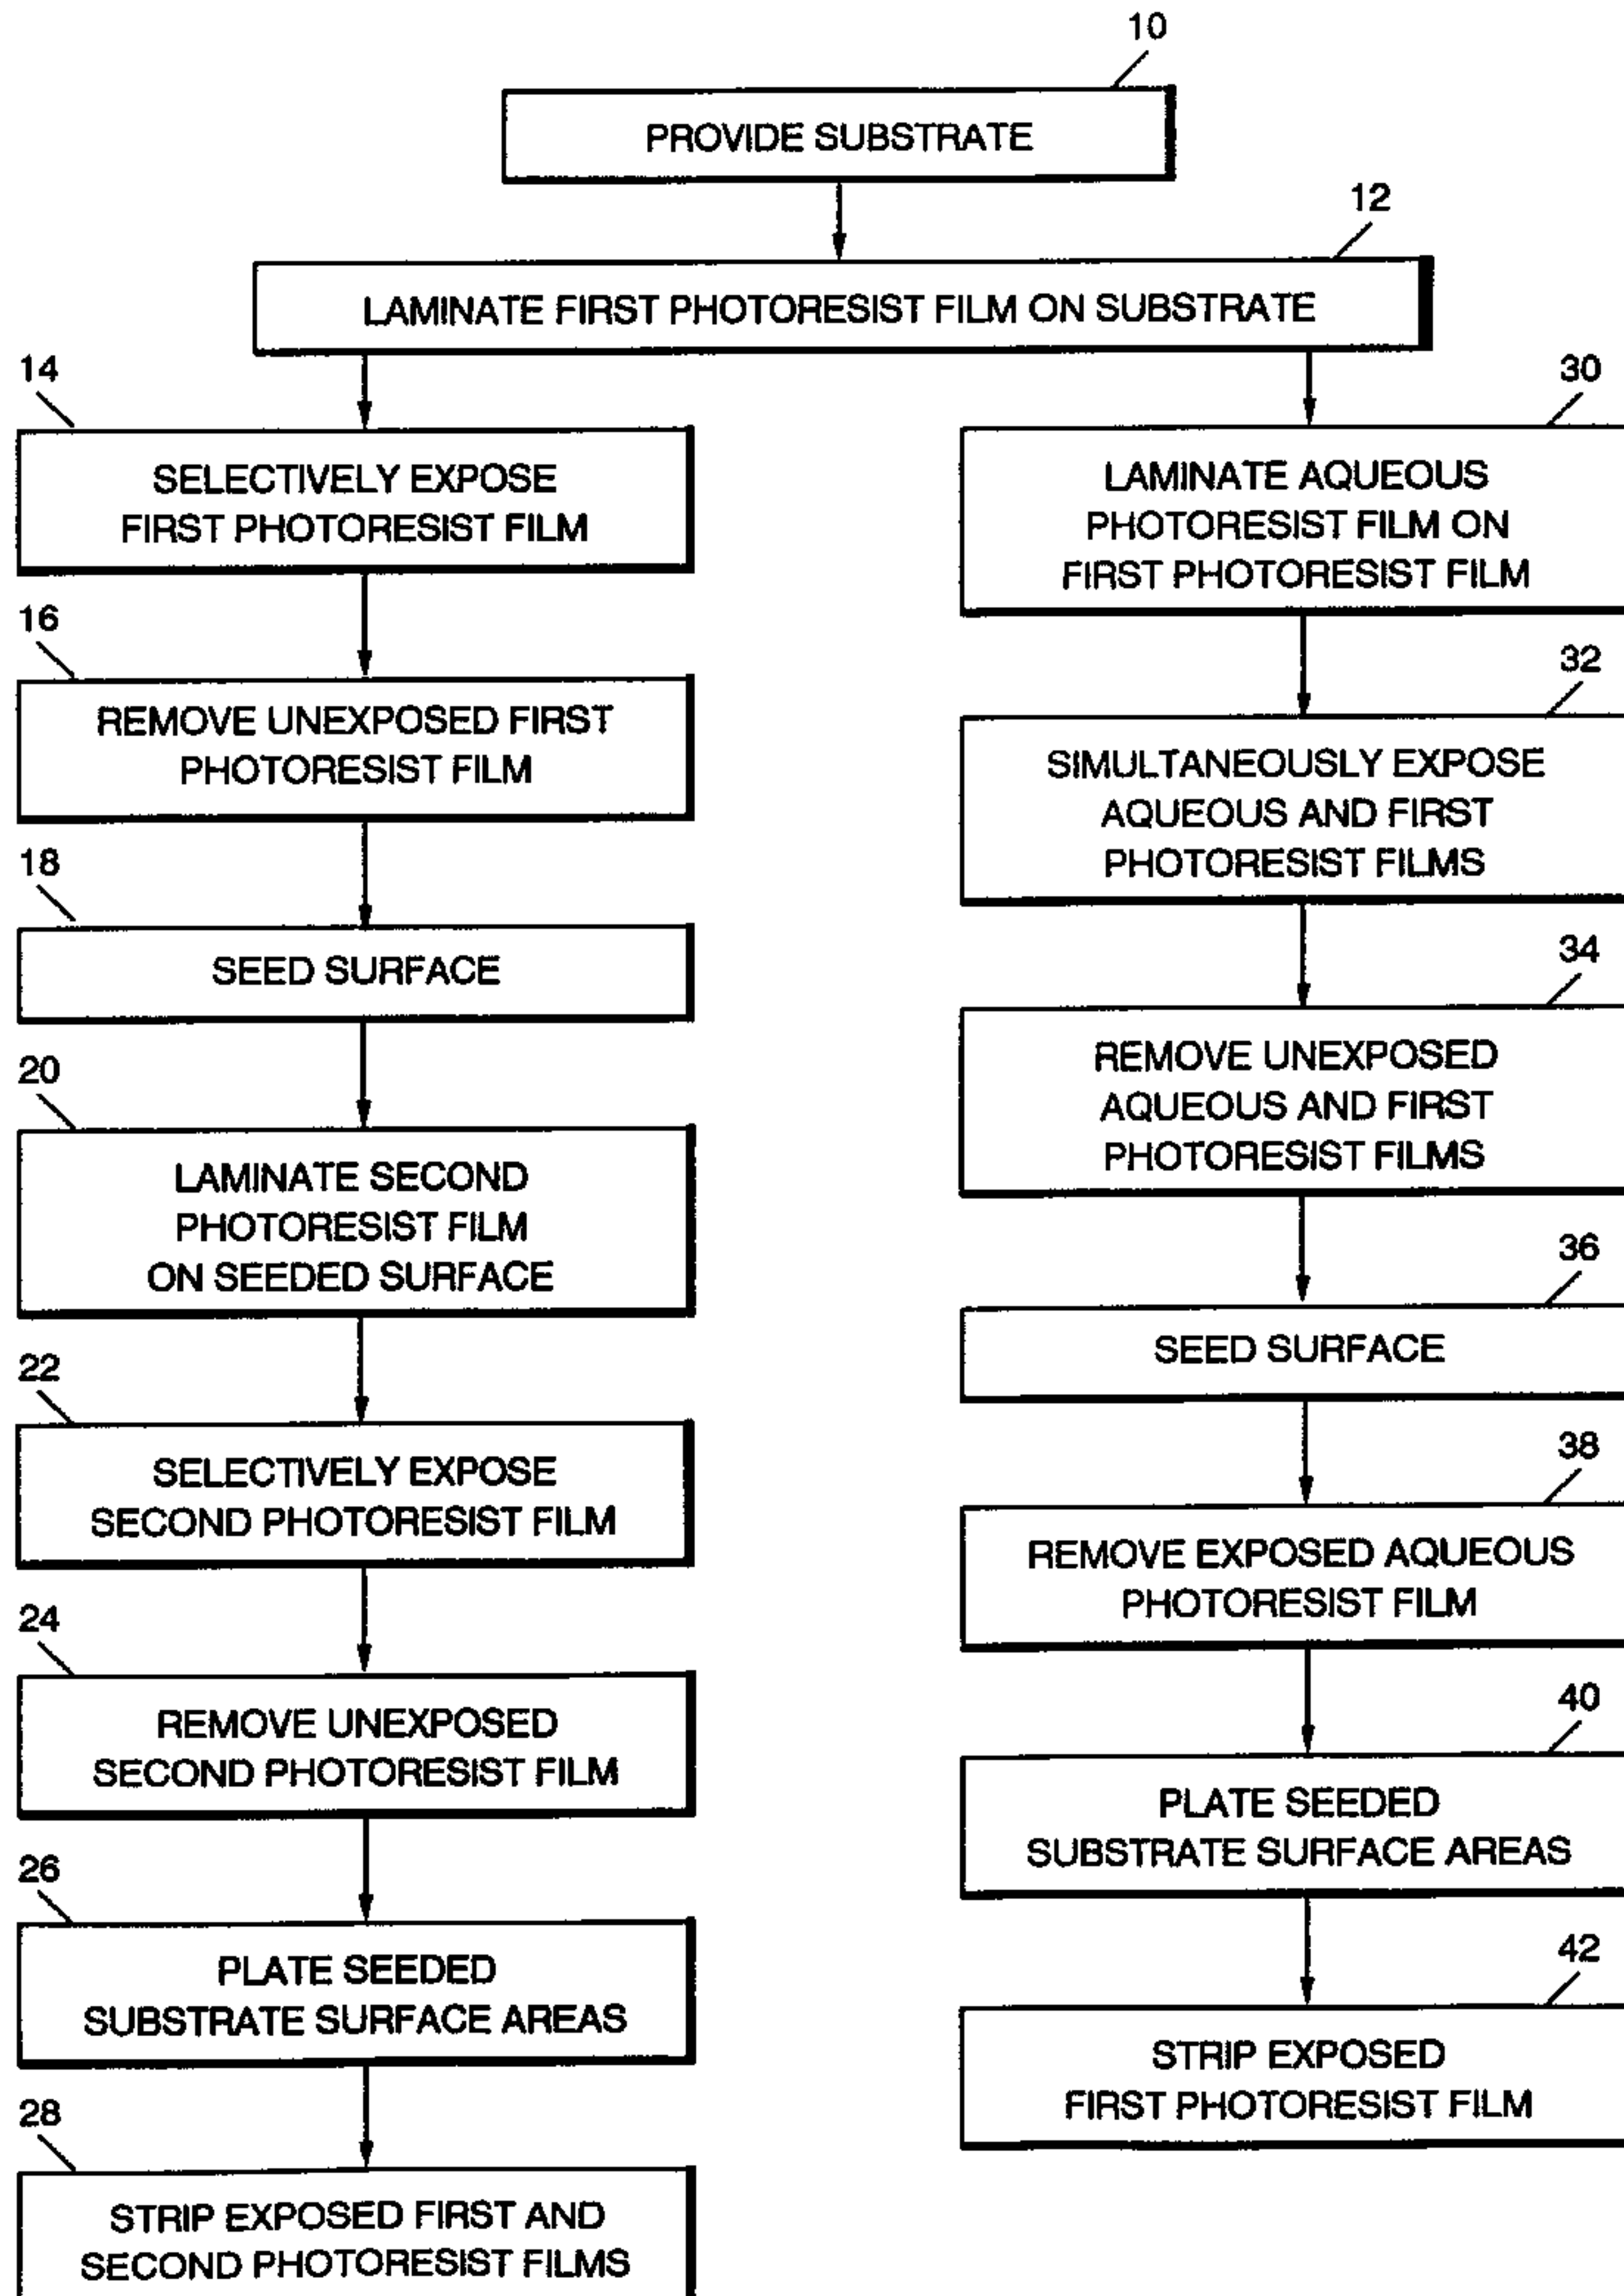 10
PROVIDE SUBSTRATE
12
LAMINATE FIRST PHOTORESIST FILM ON SUBSTRATE
14
SELECTIVELY EXPOSE
FIRST PHOTORESIST FILM
16
REMOVE UNEXPOSED FIRST
PHOTORESIST FILM
18
SEED SURFACE
20
LAMINATE SECOND
PHOTORESIST FILM
ON SEEDED SURFACE
22
SELECTIVELY EXPOSE
SECOND PHOTORESIST FILM
24
REMOVE UNEXPOSED
SECOND PHOTORESIST FILM
26
PLATE SEEDED
SUBSTRATE SURFACE AREAS
28
STRIP EXPOSED FIRST AND
SECOND PHOTORESIST FILMS
30
LAMINATE AQUEOUS
PHOTORESIST FILM ON
FIRST PHOTORESIST FILM
32
SIMULTANEOUSLY EXPOSE
AQUEOUS AND FIRST
PHOTORESIST FILMS
34
REMOVE UNEXPOSED
AQUEOUS AND FIRST
PHOTORESIST FILMS
36
SEED SURFACE
38
REMOVE EXPOSED AQUEOUS
PHOTORESIST FILM
40
PLATE SEEDED
SUBSTRATE SURFACE AREAS
42
STRIP EXPOSED
FIRST PHOTORESIST FILM